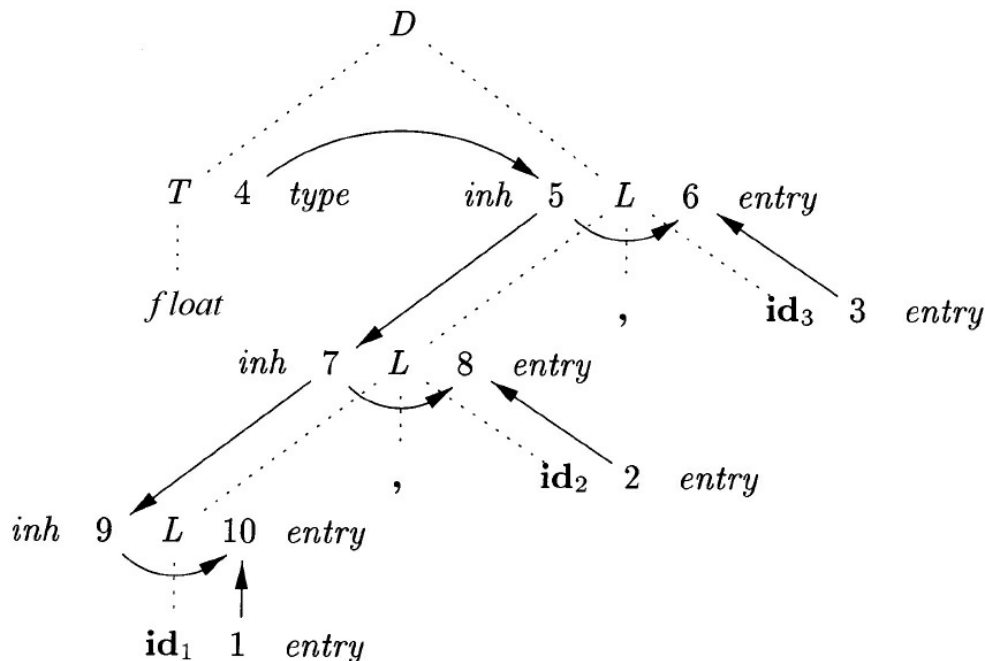 D
T 4 type inh 5 L 6 entry
float , id₃ 3 entry
inh 7 L 8 entry
, id₂ 2 entry
inh 9 L 10 entry
id₁ 1 entry